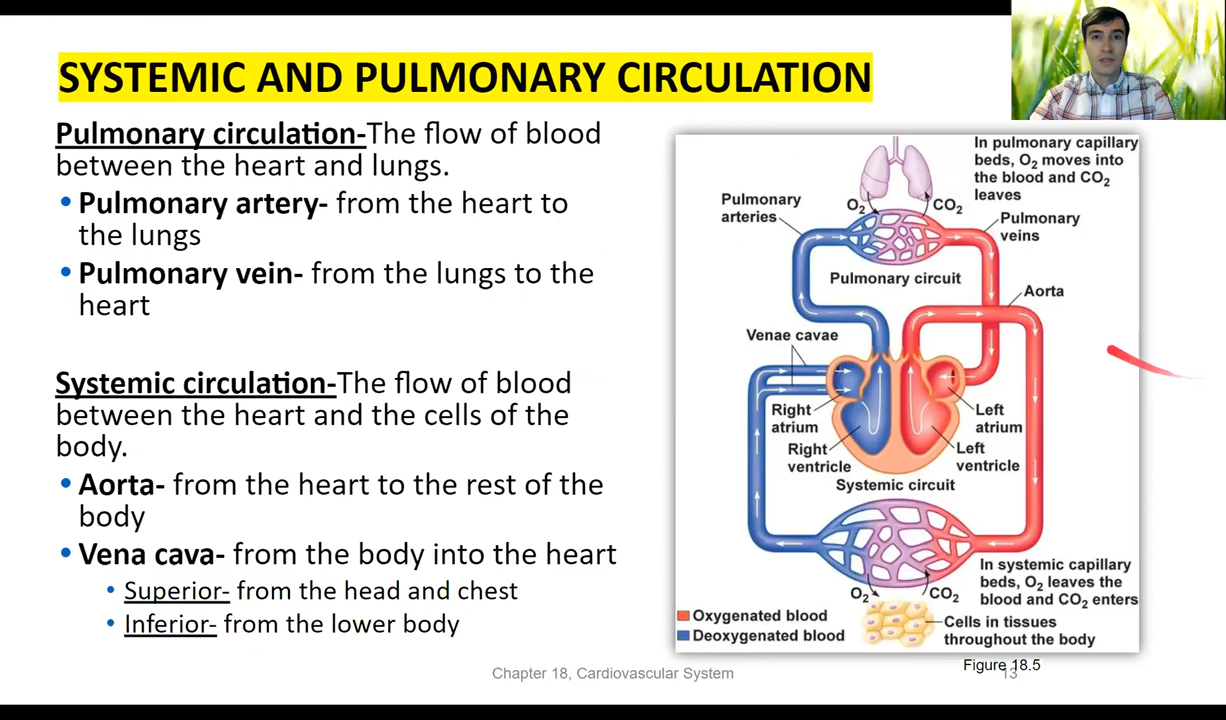 SYSTEMIC AND PULMONARY CIRCULATION
Pulmonary circulation-The flow of blood
between the heart and lungs.
• Pulmonary artery- from the heart to
the lungs
• Pulmonary vein- from the lungs to the
heart
Systemic circulation-The flow of blood
between the heart and the cells of the
body.
• Aorta- from the heart to the rest of the
body
• Vena cava- from the body into the heart
• Superior- from the head and chest
• Inferior- from the lower body
In pulmonary capillary
beds, O2 moves into
the blood and CO2
leaves
Pulmonary
arteries
O2
CO2
Pulmonary
veins
Pulmonary circuit
Aorta
Venae cavae
Right
atrium
Left
atrium
Right
ventricle
Left
ventricle
Systemic circuit
In systemic capillary
beds, O2 leaves the
blood and CO2 enters
O2
CO2
Oxygenated blood
Deoxygenated blood
Cells in tissues
throughout the body
Figure 18.5
Chapter 18, Cardiovascular System
13